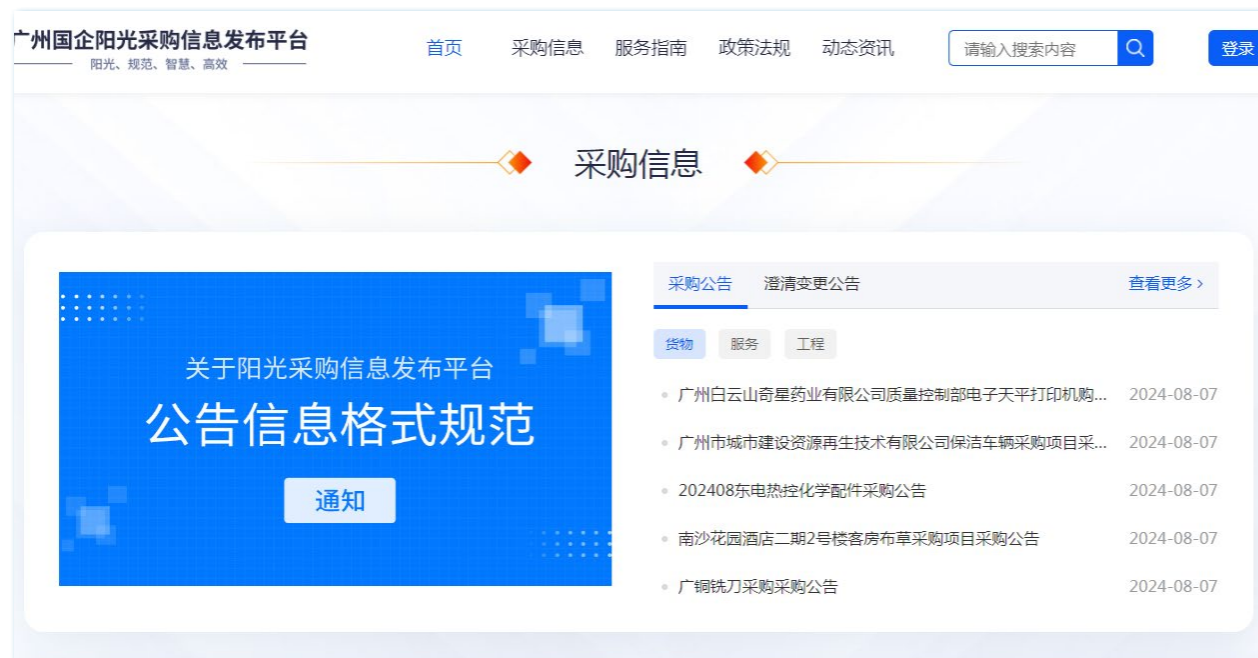 广州国企阳光采购信息发布平台
阳光、规范、智慧、高效
首页 采购信息 服务指南 政策法规 动态资讯 请输入搜索内容 登录
采购信息
关于阳光采购信息发布平台
公告信息格式规范
通知
采购公告 澄清变更公告 查看更多 >
货物 服务 工程
广州白云山奇星药业有限公司质量控制部电子天平打印机购... 2024-08-07
广州市城市建设资源再生技术有限公司保洁车辆采购项目采... 2024-08-07
202408东电热控化学配件采购公告 2024-08-07
南沙花园酒店二期2号楼客房布草采购项目采购公告 2024-08-07
广铜铣刀采购采购公告 2024-08-07